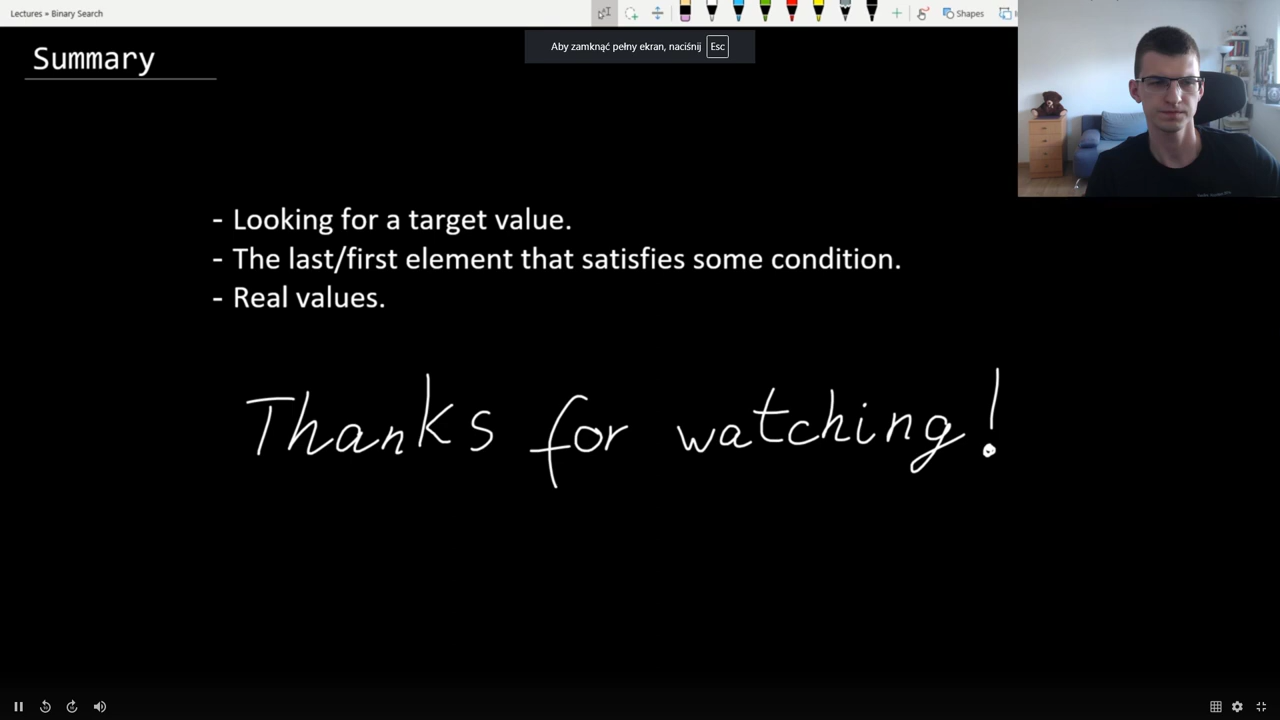 Lectures » Binary Search
Shapes
Aby zamknąć pełny ekran, naciśnij Esc
Summary
- Looking for a target value.
- The last/first element that satisfies some condition.
- Real values.
Thanks for watching!